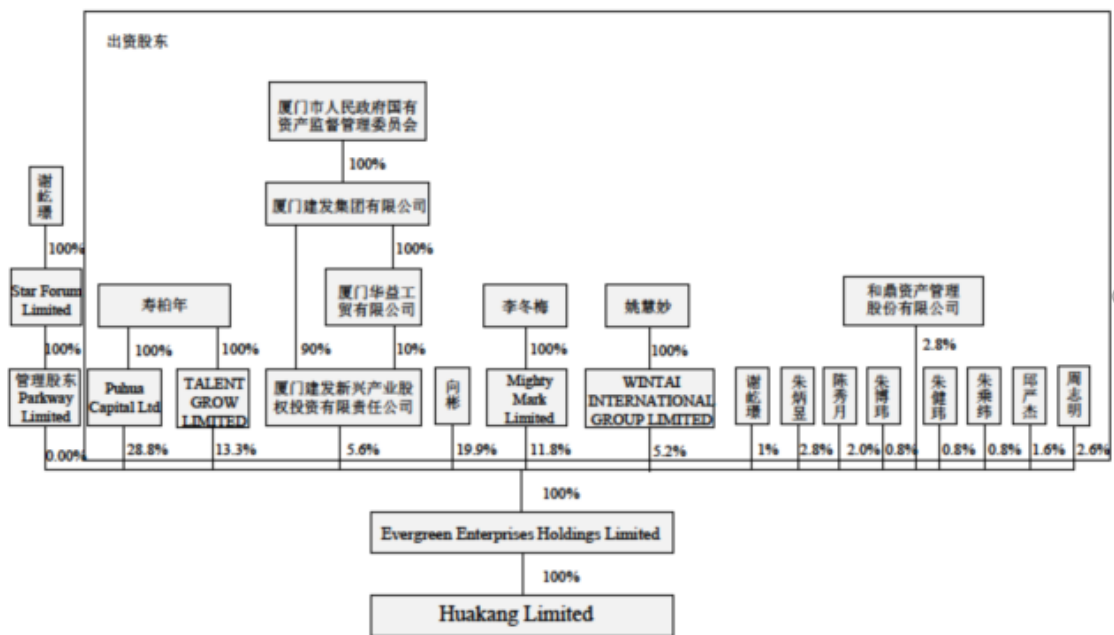 出资股东
厦门市人民政府国有
资产监督管理委员会
100%
谢
屹
璟
厦门建发集团有限公司
100%
100%
Star Forum
Limited
寿柏年
厦门华益工
贸有限公司
李冬梅
姚慧妙
和鼎资产管理
股份有限公司
100%
100%
100%
90%
10%
100%
100%
2.8%
管理股东
Parkway
Limited
Puhua
Capital Ltd
TALENT
GROW
LIMITED
厦门建发新兴产业股
权投资有限责任公司
向
彬
Mighty
Mark
Limited
WINTAI
INTERNATIONAL
GROUP LIMITED
谢
屹
璟
朱
炳
昱
陈
秀
月
朱
博
玮
朱
健
玮
朱
乘
纬
邱
严
杰
周
志
明
0.00%
28.8%
13.3%
5.6%
19.9%
11.8%
5.2%
1%
2.8%
2.0%
0.8%
0.8%
0.8%
1.6%
2.6%
100%
Evergreen Enterprises Holdings Limited
100%
Huakang Limited